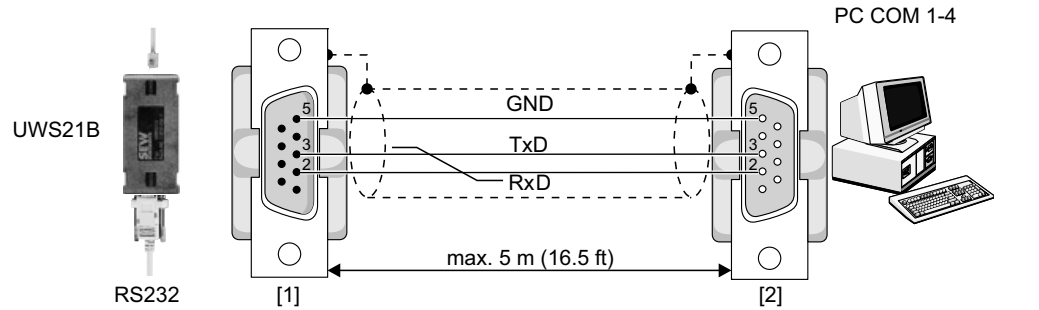 PC COM 1-4
UWS21B
SEW
5
GND
5
3
TxD
3
2
RxD
2
max. 5 m (16.5 ft)
RS232
[1]
[2]